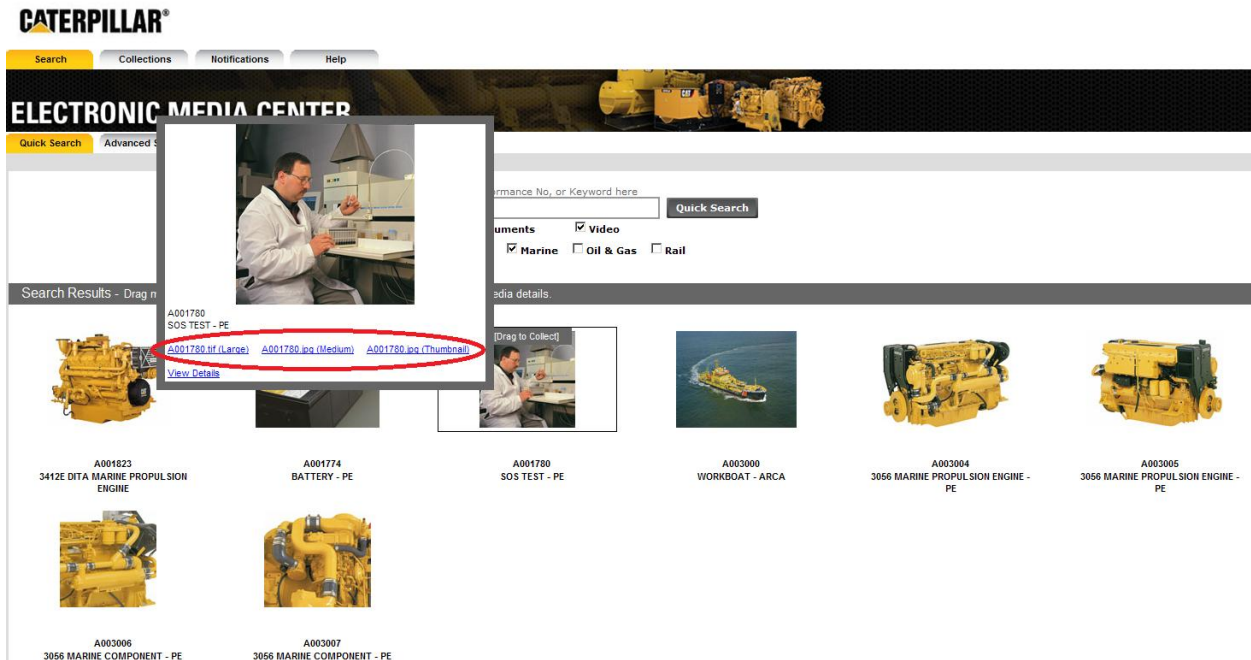 CATERPILLAR®
Search Collections Notifications Help
ELECTRONIC MEDIA CENTER
CAT
Quick Search Advanced
formance No, or Keyword here
Quick Search
uments Video
Marine Oil & Gas Rail
Search Results - Drag
edia details.
A001780
SOS TEST - PE
A001780.tif (Large) A001780.jpg (Medium) A001780.jpg (Thumbnail)
View Details
[Drag to Collect]
A001823
3412E DITA MARINE PROPULSION
ENGINE
A001774
BATTERY - PE
A001780
SOS TEST - PE
A003000
WORKBOAT - ARCA
A003004
3056 MARINE PROPULSION ENGINE -
PE
A003005
3056 MARINE PROPULSION ENGINE -
PE
A003006
3056 MARINE COMPONENT - PE
A003007
3056 MARINE COMPONENT - PE